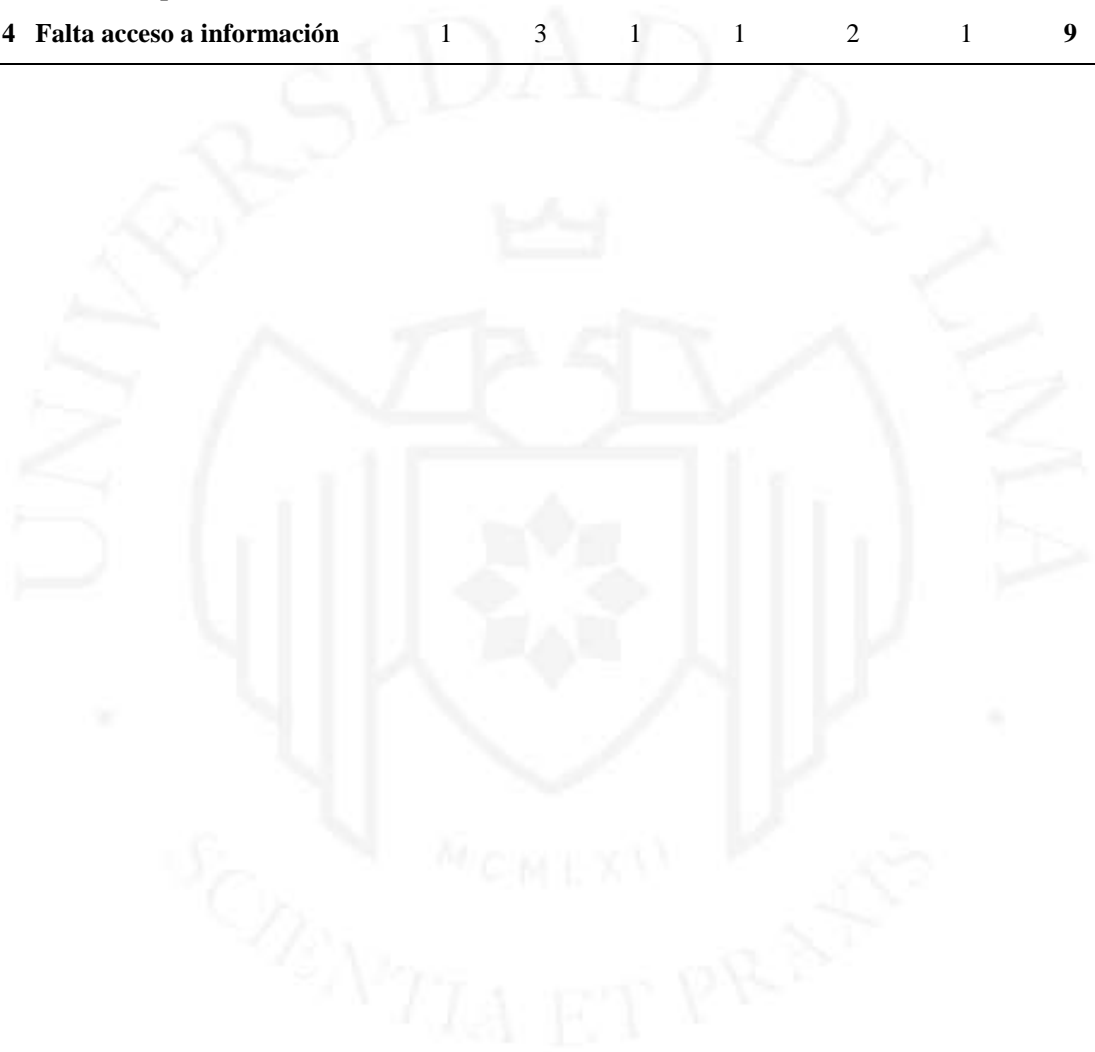 4 Falta acceso a información 1 3 1 1 2 1 9
UNIVERSIDAD DE LIMA
MCMLXII
SCIENTIA ET PRAXIS